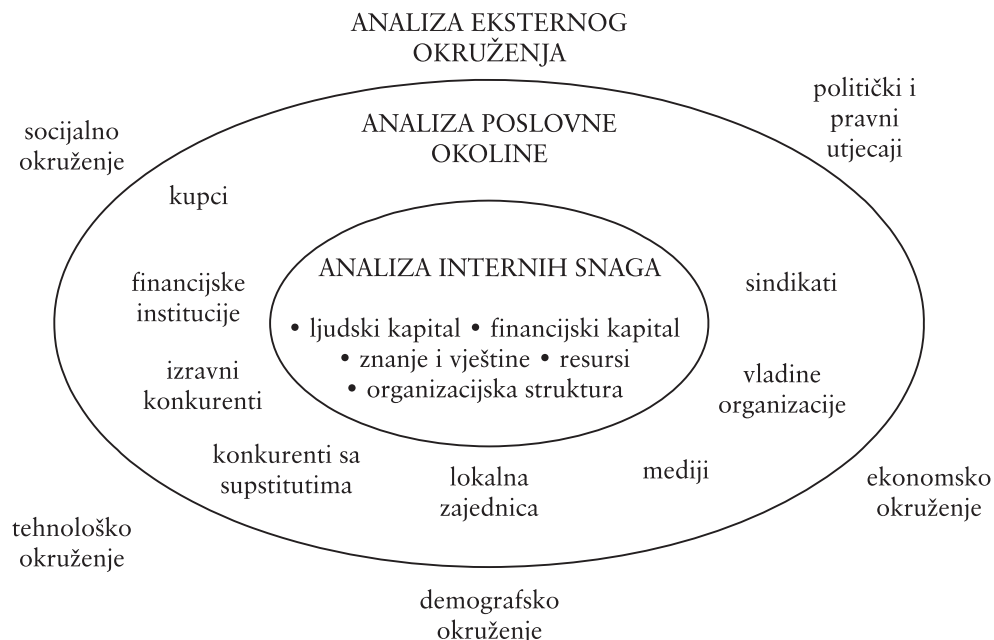 ANALIZA EKSTERNOG
OKRUŽENJA
politički i
pravni
utjecaji
socijalno
okruženje
ANALIZA POSLOVNE
OKOLINE
kupci
ANALIZA INTERNIH SNAGA
financijske
institucije
sindikati
• ljudski kapital • financijski kapital
• znanje i vještine • resursi
• organizacijska struktura
izravni
konkurenti
vladine
organizacije
konkurenti sa
supstitutima
lokalna
zajednica
mediji
ekonomsko
okruženje
tehnološko
okruženje
demografsko
okruženje